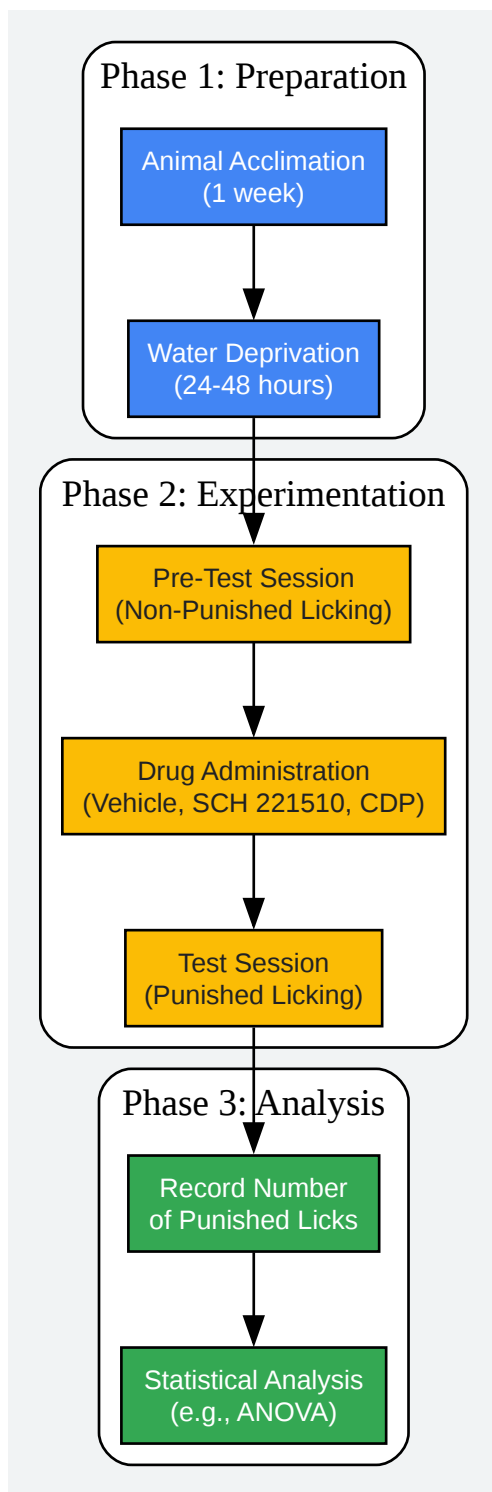 Phase 1: Preparation
Animal Acclimation
(1 week)
Water Deprivation
(24-48 hours)
Phase 2: Experimentation
Pre-Test Session
(Non-Punished Licking)
Drug Administration
(Vehicle, SCH 221510, CDP)
Test Session
(Punished Licking)
Phase 3: Analysis
Record Number
of Punished Licks
Statistical Analysis
(e.g., ANOVA)